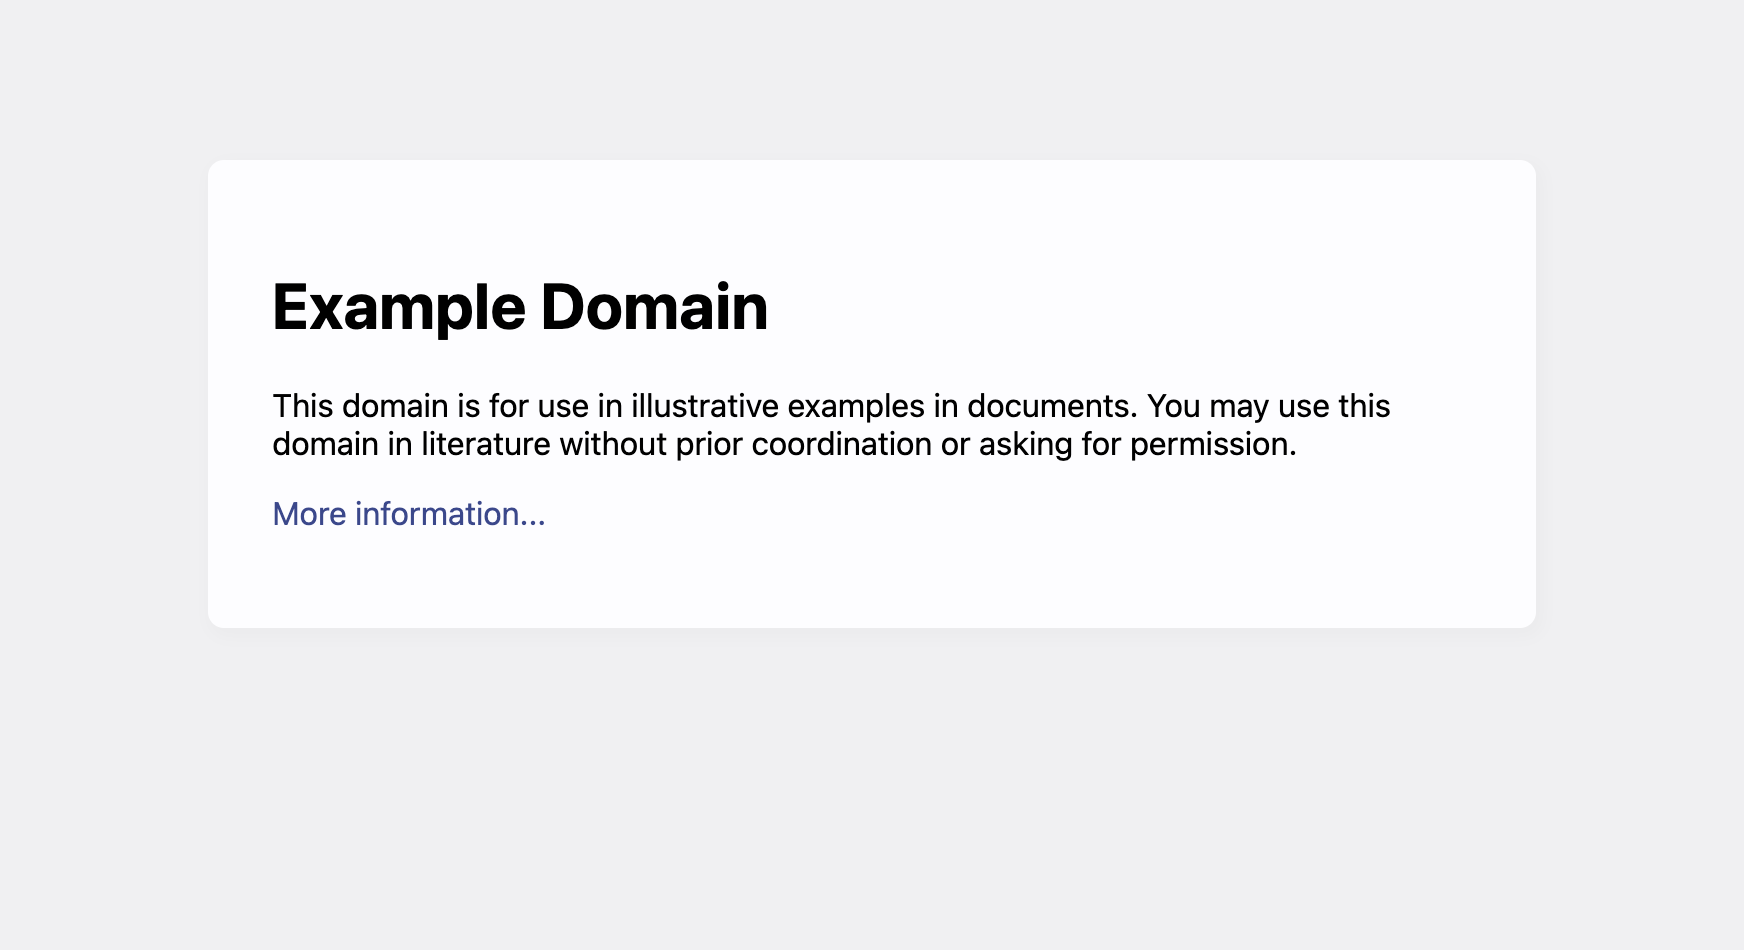 Example Domain
This domain is for use in illustrative examples in documents. You may use this
domain in literature without prior coordination or asking for permission.
More information...